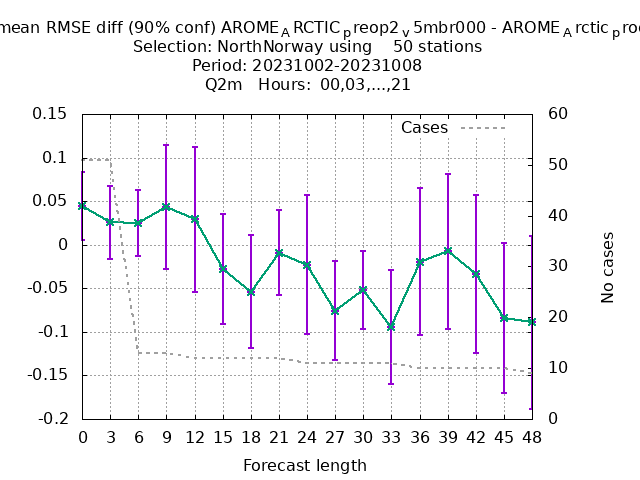 mean RMSE diff (90% conf) AROME_ARCTIC_preop2_v5mbr000 - AROME_Arctic_prod
Selection: NorthNorway using 50 stations
Period: 20231002-20231008
Q2m Hours: 00,03,...,21
Cases
0.15
0.1
0.05
0
-0.05
-0.1
-0.15
-0.2
60
50
40
30
20
10
0
No cases
0 3 6 9 12 15 18 21 24 27 30 33 36 39 42 45 48
Forecast length